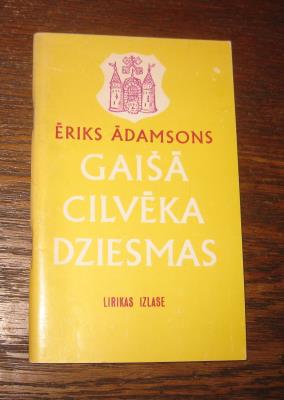 ĒRIKS ĀDAMSONS
GAIŠĀ
CILVĒKA
DZIESMAS
LIRIKAS IZLASE